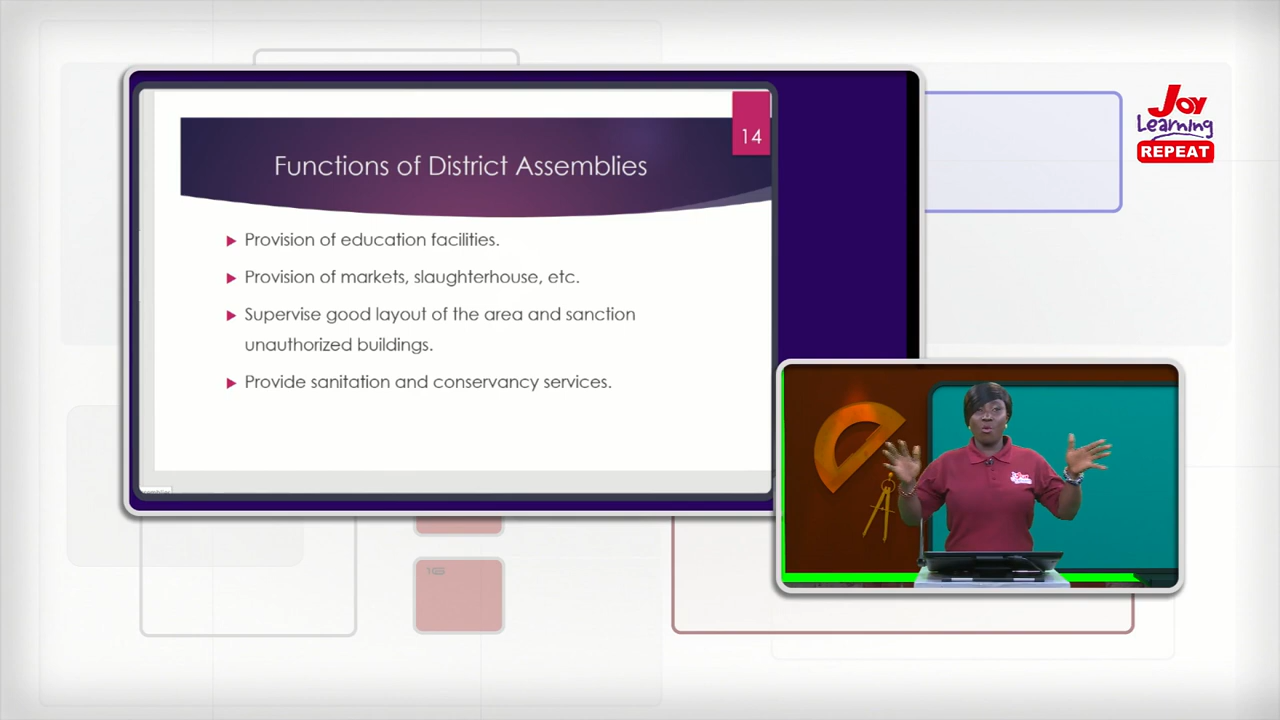 14
Functions of District Assemblies
Provision of education facilities.
Provision of markets, slaughterhouse, etc.
Supervise good layout of the area and sanction
unauthorized buildings.
Provide sanitation and conservancy services.
Joy
Learning
REPEAT